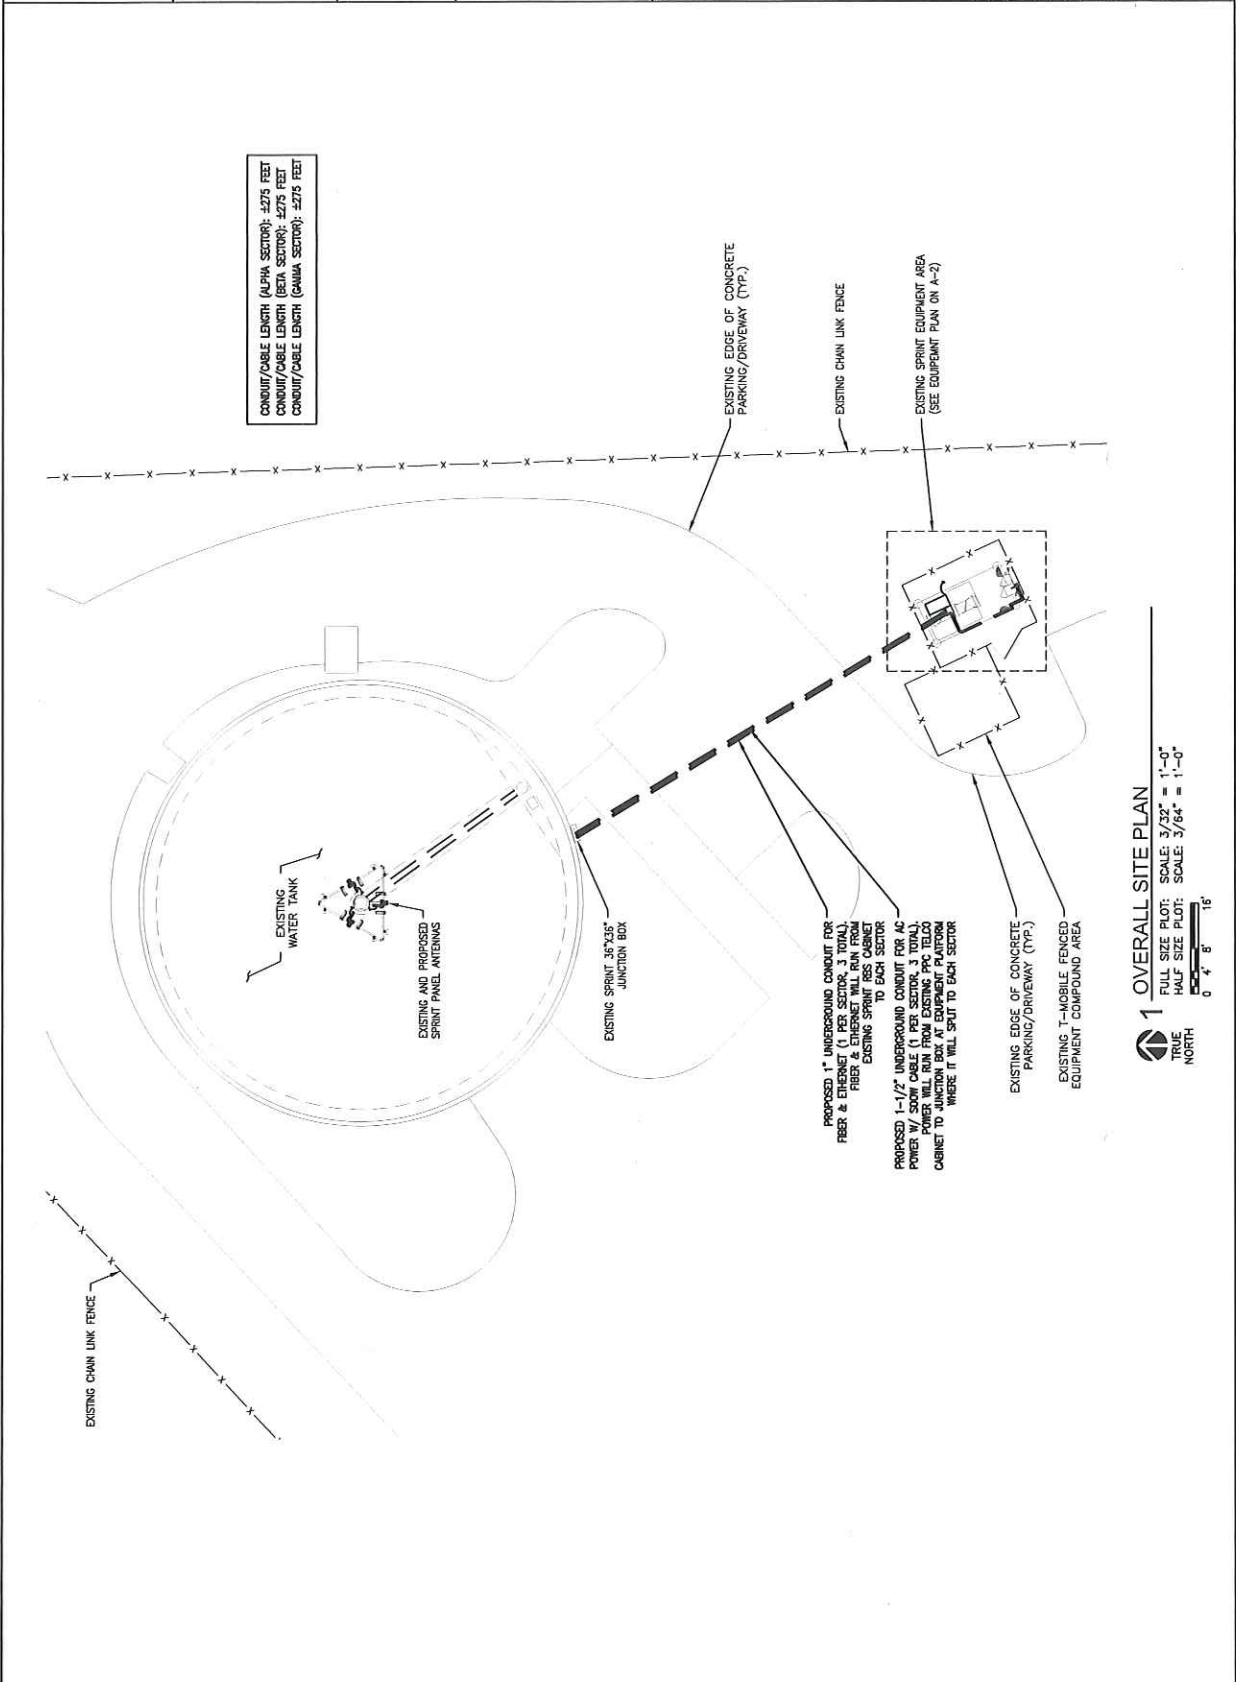 CONDUIT/CABLE LENGTH (ALPHA SECTOR): ±275 FEET
CONDUIT/CABLE LENGTH (BETA SECTOR): ±275 FEET
CONDUIT/CABLE LENGTH (GAMMA SECTOR): ±275 FEET
EXISTING CHAIN LINK FENCE
EXISTING
WATER TANK
EXISTING AND PROPOSED
SPRINT PANEL ANTENNAS
EXISTING SPRINT 36"X36"
JUNCTION BOX
EXISTING EDGE OF CONCRETE
PARKING/DRIVEWAY (TYP.)
EXISTING CHAIN LINK FENCE
EXISTING SPRINT EQUIPMENT AREA
(SEE EQUIPEMNT PLAN ON A-2)
PROPOSED 1" UNDERGROUND CONDUIT FOR
FIBER & ETHERNET (1 PER SECTOR, 3 TOTAL).
FIBER & ETHERNET WILL RUN FROM
EXISTING SPRINT RBS CABINET
TO EACH SECTOR
PROPOSED 1-1/2" UNDERGROUND CONDUIT FOR AC
POWER W/ SOOW CABLE (1 PER SECTOR, 3 TOTAL).
POWER WILL RUN FROM EXISTING PPC TELCO
CABINET TO JUNCTION BOX AT EQUIPMENT PLATFORM
WHERE IT WILL SPLIT TO EACH SECTOR
EXISTING EDGE OF CONCRETE
PARKING/DRIVEWAY (TYP.)
EXISTING T-MOBILE FENCED
EQUIPMENT COMPOUND AREA
TRUE
NORTH
1 OVERALL SITE PLAN
FULL SIZE PLOT: SCALE: 3/32" = 1'-0"
HALF SIZE PLOT: SCALE: 3/64" = 1'-0"
0 4' 8' 16'